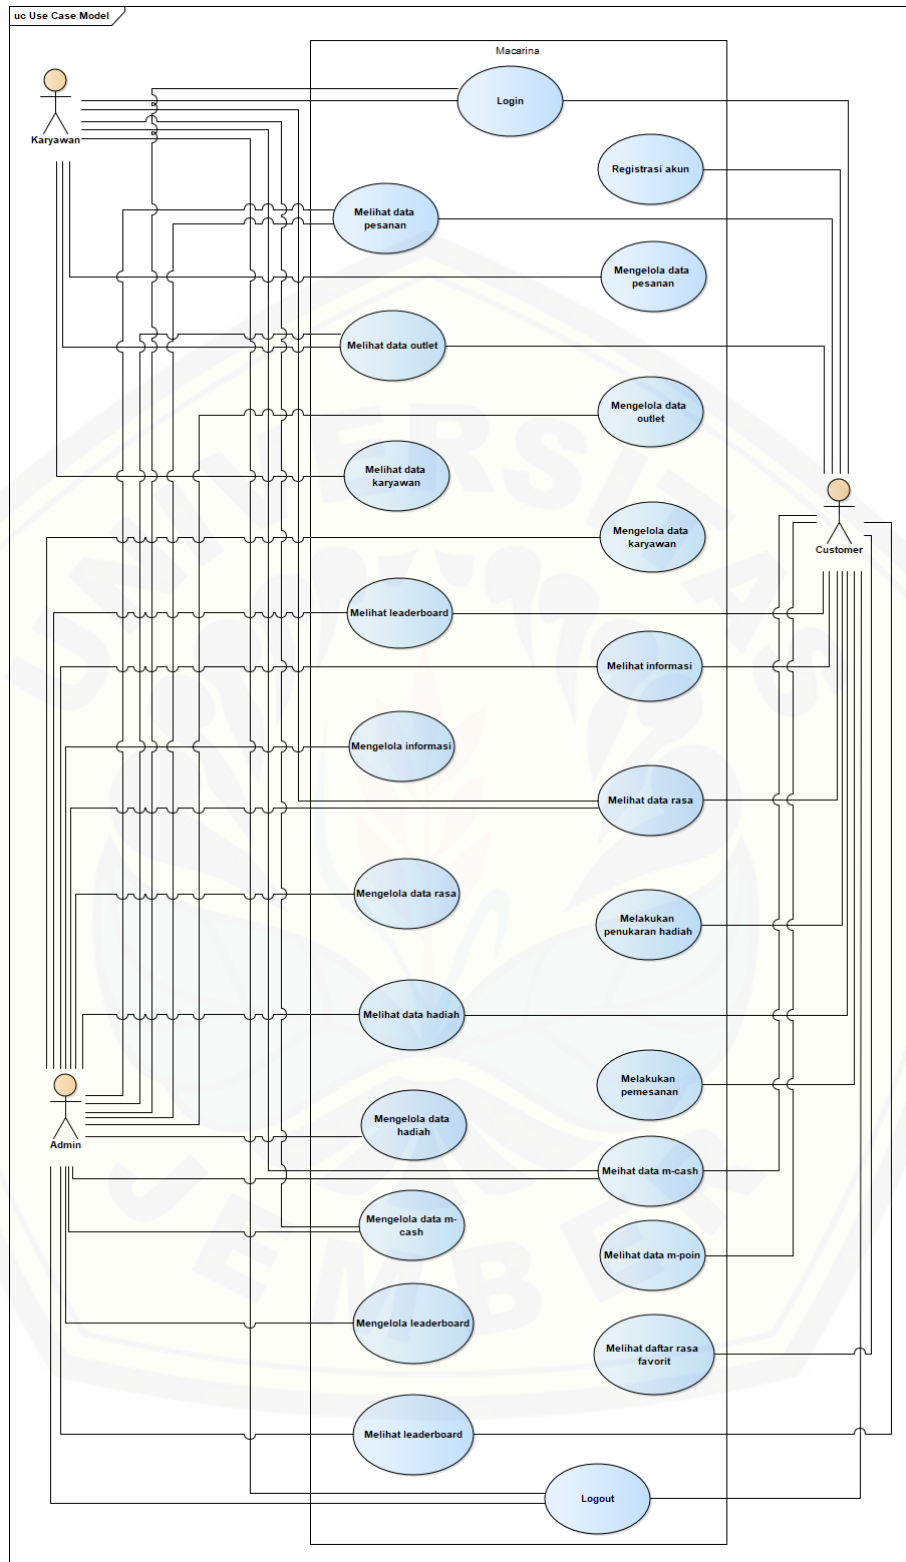 uc Use Case Model
Macarina
Karyawan
Login
Registrasi akun
Melihat data
pesanan
Mengelola data
pesanan
Melihat data outlet
Mengelola data
outlet
Melihat data
karyawan
Customer
Mengelola data
karyawan
Melihat leaderboard
Melihat informasi
Mengelola informasi
Melihat data rasa
Mengelola data rasa
Melakukan
penukaran hadiah
Melihat data hadiah
Melakukan
pemesanan
Admin
Mengelola data
hadiah
Meihat data m-cash
Mengelola data m-
cash
Melihat data m-poin
Mengelola leaderboard
Melihat daftar rasa
favorit
Melihat leaderboard
Logout
UNIVERSITAS
JEMBER